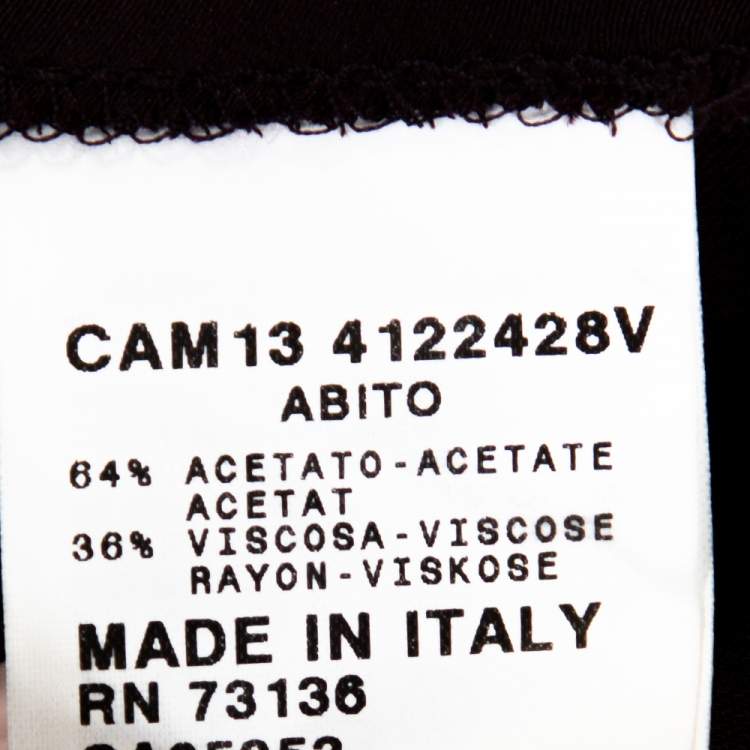 CAM13 4122428V
ABITO
64% ACETATO-ACETATE
ACETAT
36% VISCOSA-VISCOSE
RAYON-VISKOSE
MADE IN ITALY
RN 73136